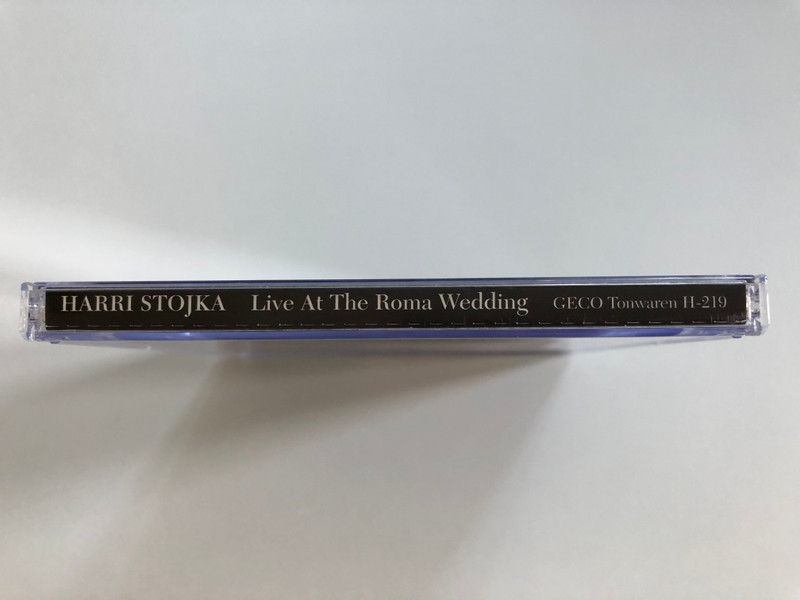 HARRI STOJKA Live At The Roma Wedding GECO Tonwaren H-219